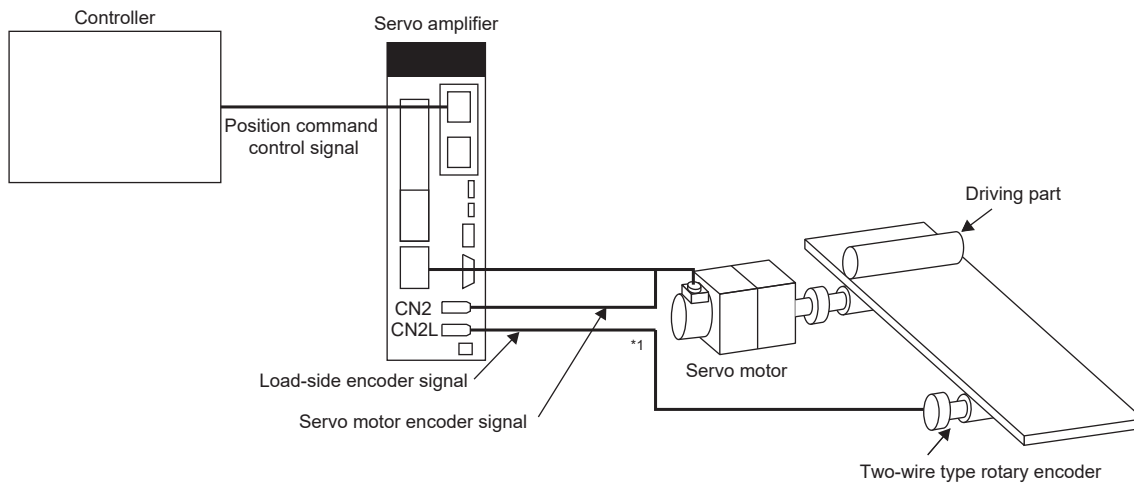 Controller
Servo amplifier
Position command
control signal
Driving part
CN2
CN2L
*1
Servo motor
Load-side encoder signal
Servo motor encoder signal
Two-wire type rotary encoder